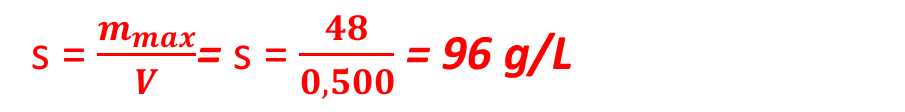 s = m_max/V = s = 48/0,500 = 96 g/L